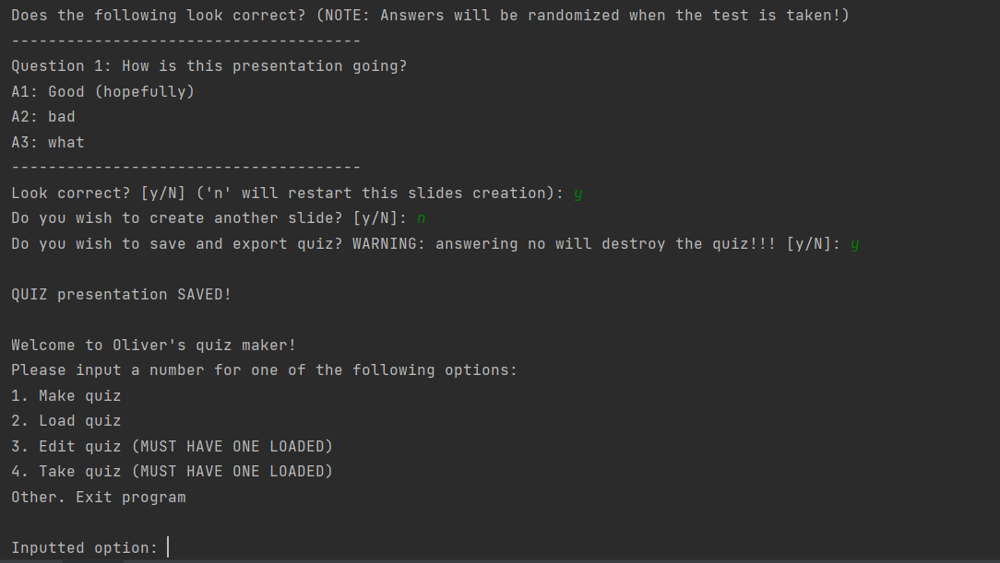 Does the following look correct? (NOTE: Answers will be randomized when the test is taken!)
--------------------------------------
Question 1: How is this presentation going?
A1: Good (hopefully)
A2: bad
A3: what
--------------------------------------
Look correct? [y/N] ('n' will restart this slides creation): y
Do you wish to create another slide? [y/N]: n
Do you wish to save and export quiz? WARNING: answering no will destroy the quiz!!! [y/N]: y
QUIZ presentation SAVED!
Welcome to Oliver's quiz maker!
Please input a number for one of the following options:
1. Make quiz
2. Load quiz
3. Edit quiz (MUST HAVE ONE LOADED)
4. Take quiz (MUST HAVE ONE LOADED)
Other. Exit program
Inputted option: